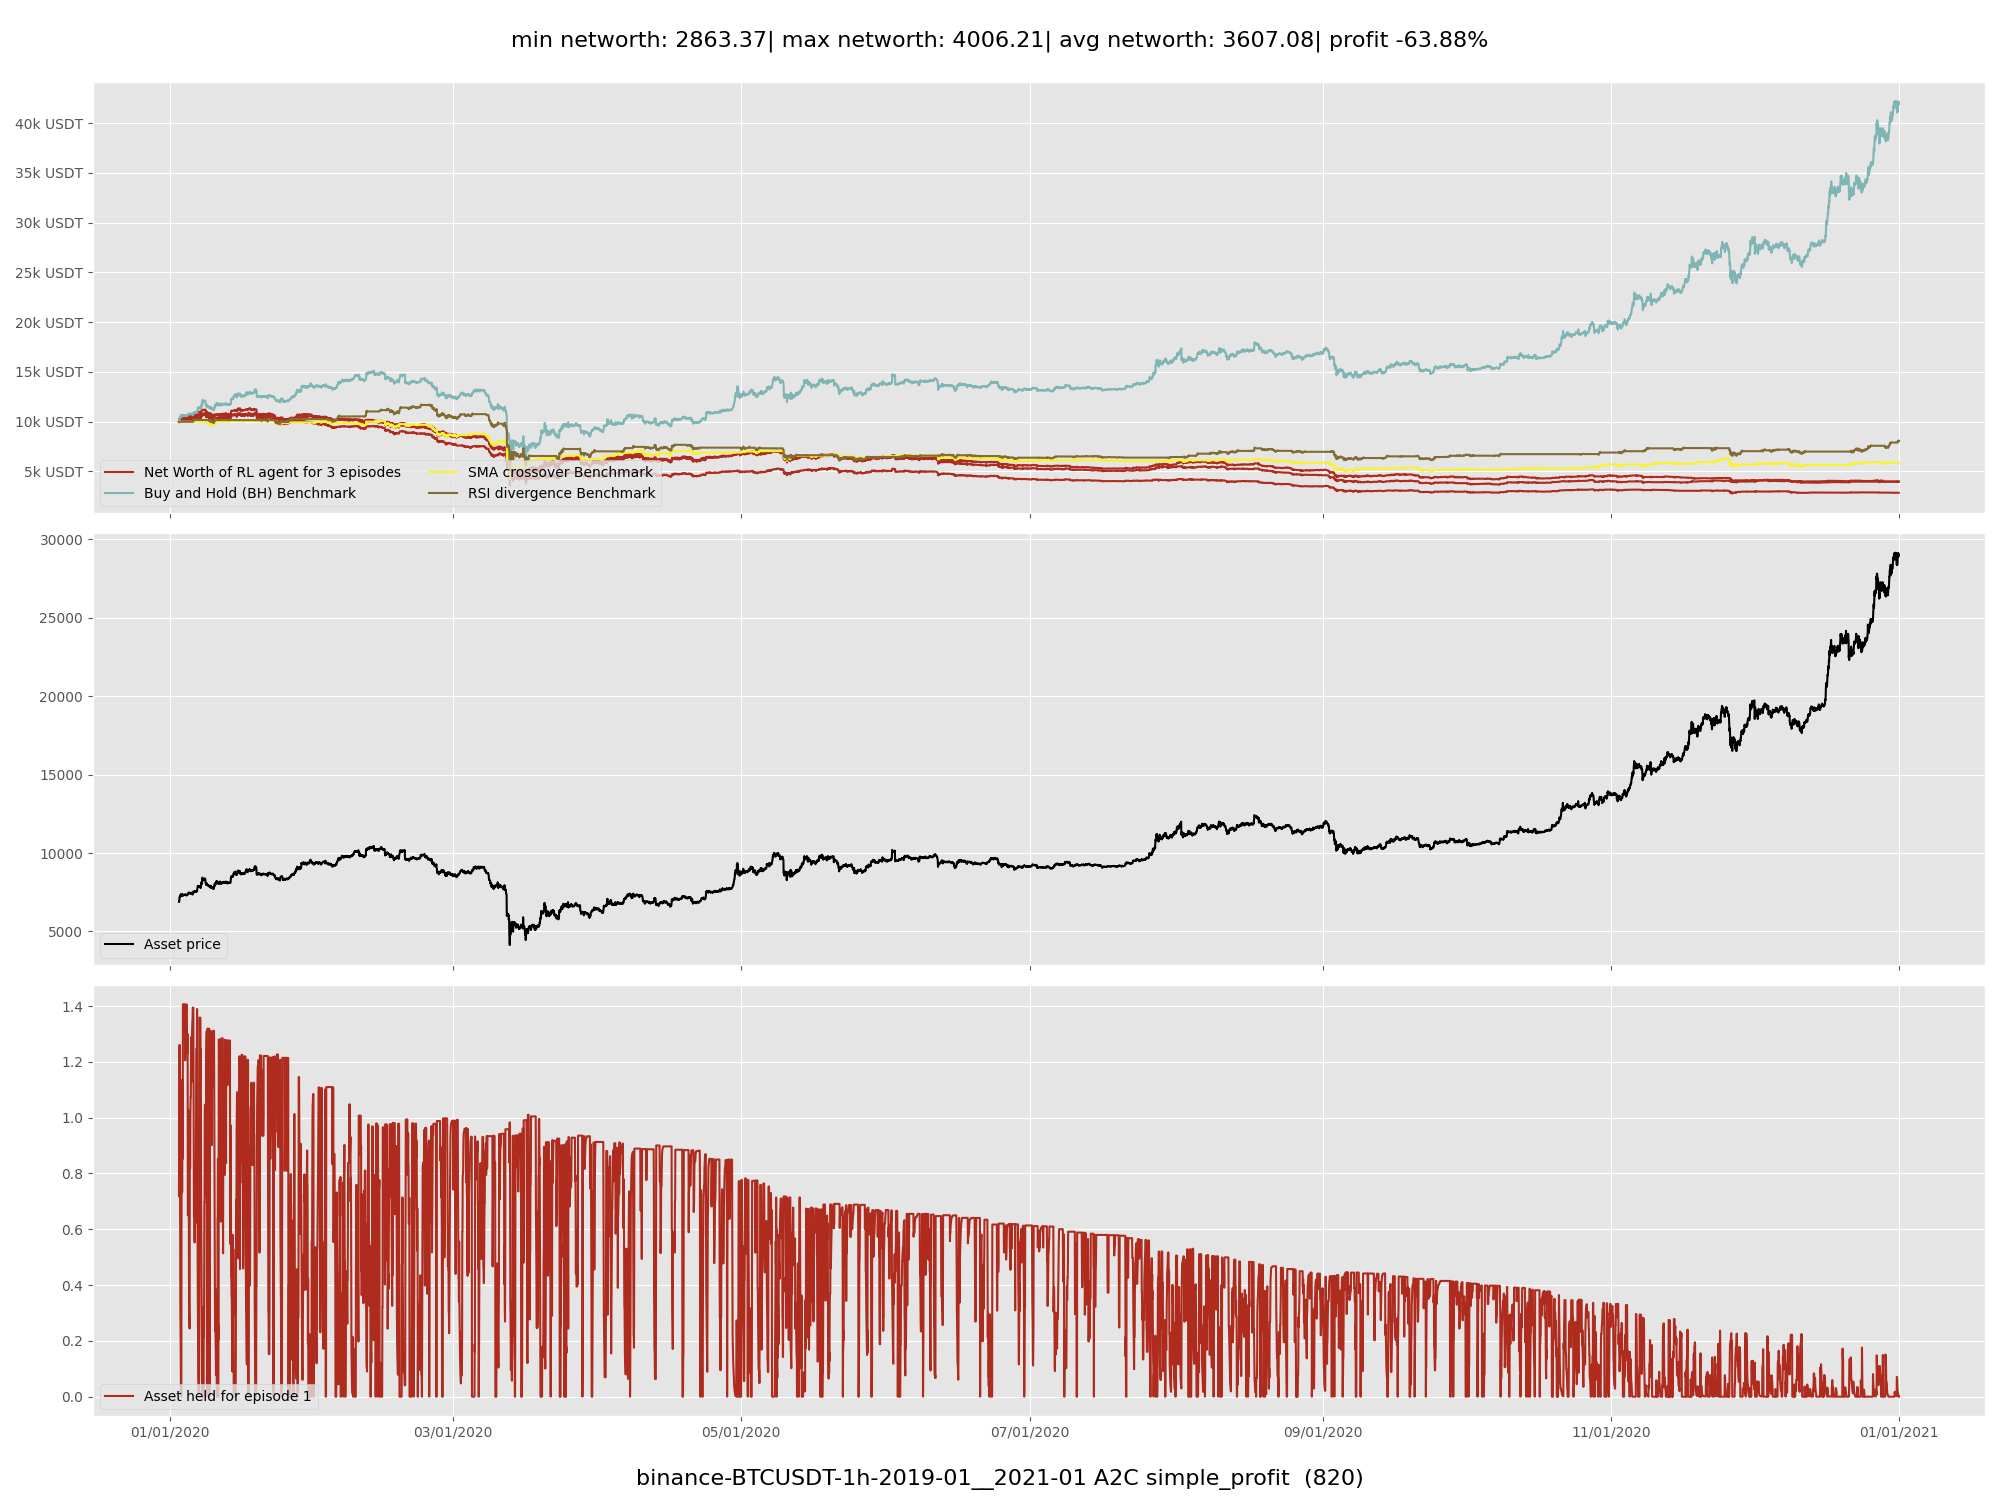 min networth: 2863.37| max networth: 4006.21| avg networth: 3607.08| profit -63.88%
40k USDT
35k USDT
30k USDT
25k USDT
20k USDT
15k USDT
10k USDT
5k USDT
Net Worth of RL agent for 3 episodes
Buy and Hold (BH) Benchmark
SMA crossover Benchmark
RSI divergence Benchmark
30000
25000
20000
15000
10000
5000
Asset price
1.4
1.2
1.0
0.8
0.6
0.4
0.2
0.0
Asset held for episode 1
01/01/2020 03/01/2020 05/01/2020 07/01/2020 09/01/2020 11/01/2020 01/01/2021
binance-BTCUSDT-1h-2019-01__2021-01 A2C simple_profit (820)